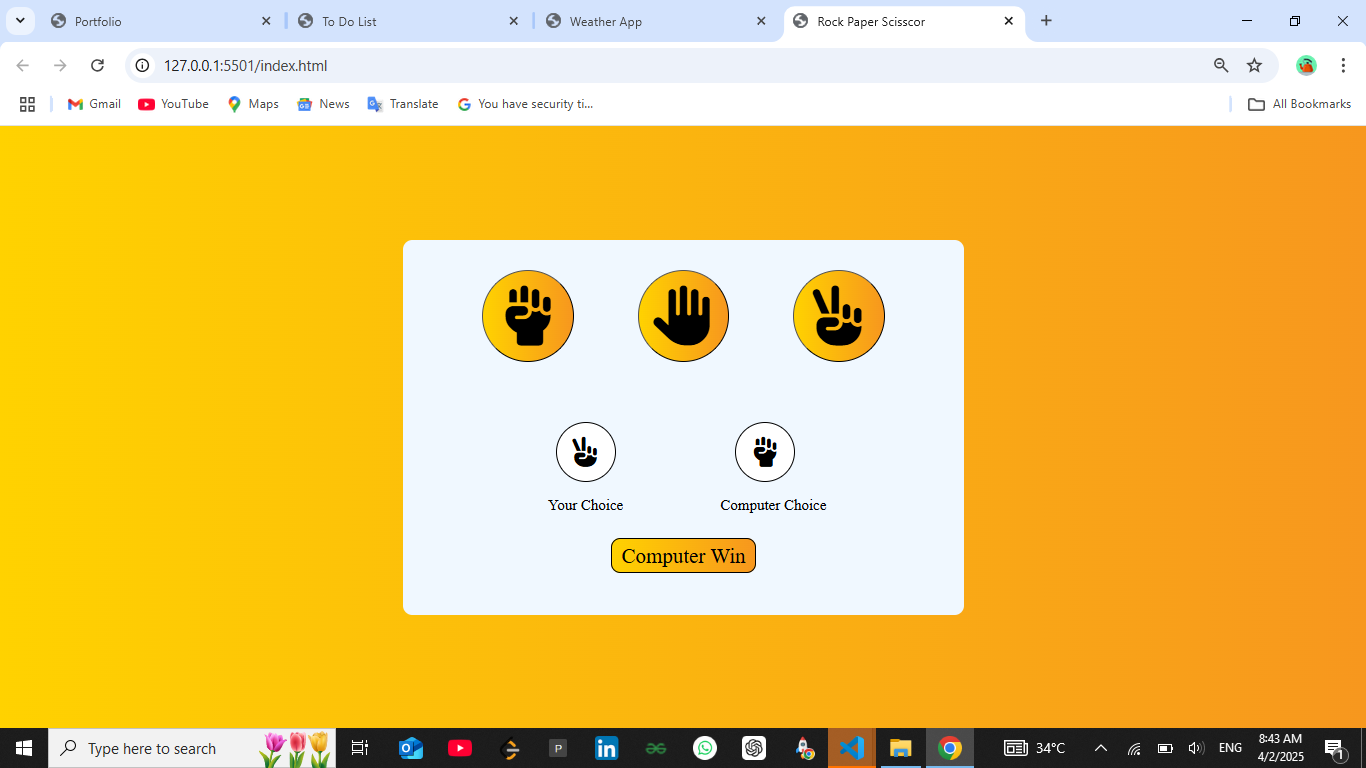 Portfolio
To Do List
Weather App
Rock Paper Scisscor
127.0.0.1:5501/index.html
Gmail
YouTube
Maps
News
Translate
You have security ti...
All Bookmarks
Your Choice
Computer Choice
Computer Win
Type here to search
P
34°C
ENG
8:43 AM
4/2/2025
1